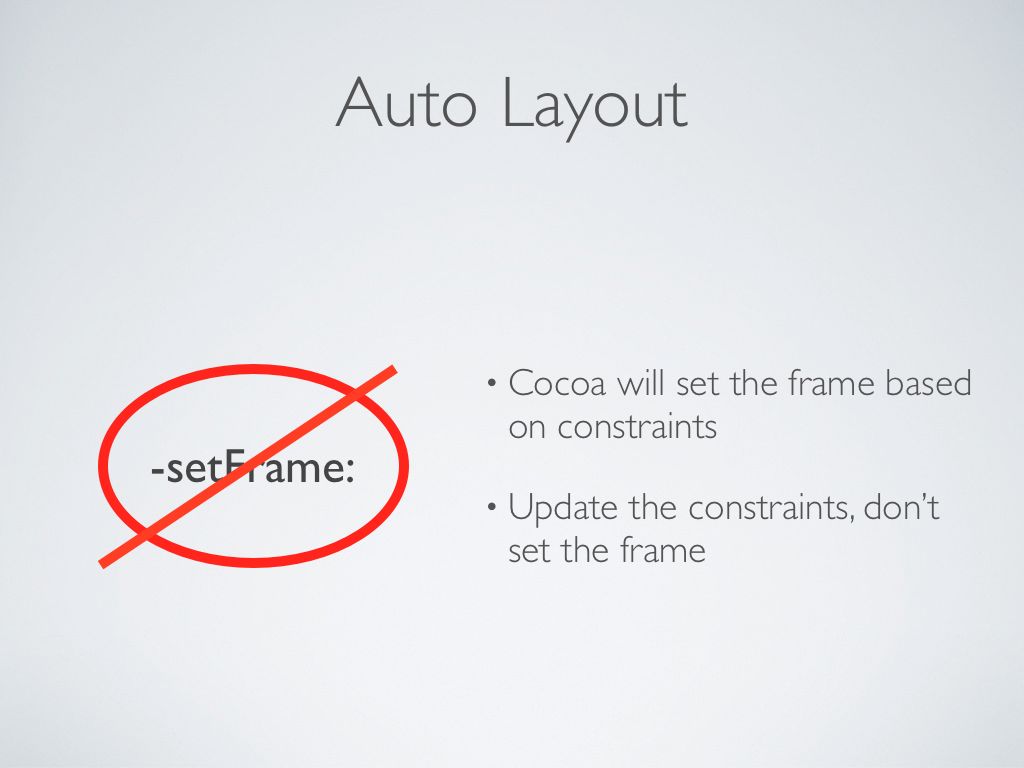 Auto Layout
-setFrame:
• Cocoa will set the frame based
on constraints
• Update the constraints, don’t
set the frame